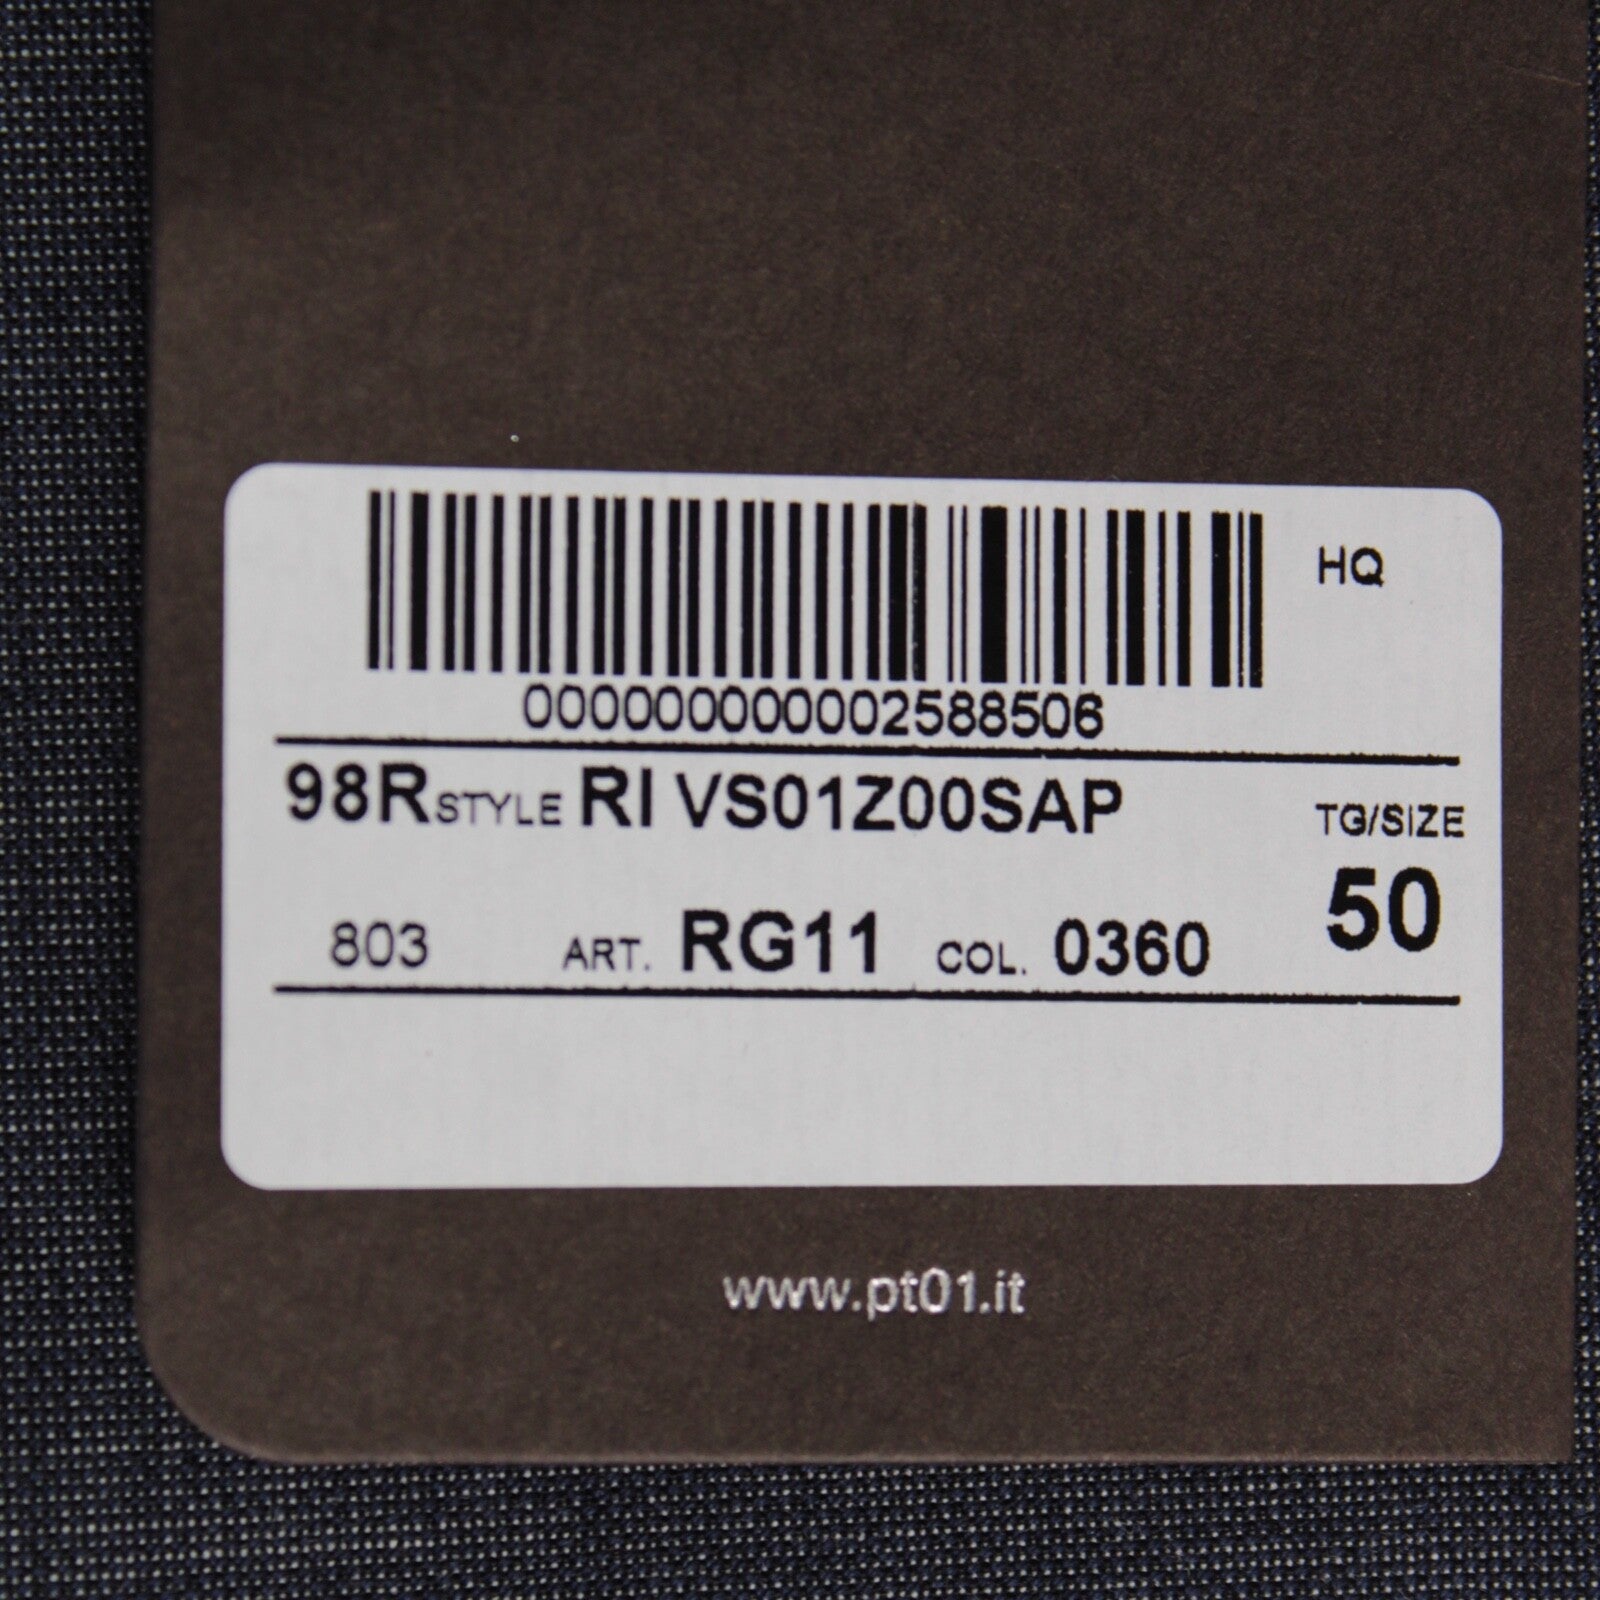 HQ
000000000002588506
98R STYLE RI VS01Z00SAP TG/SIZE
803 ART. RG11 COL. 0360 50
www.pt01.it